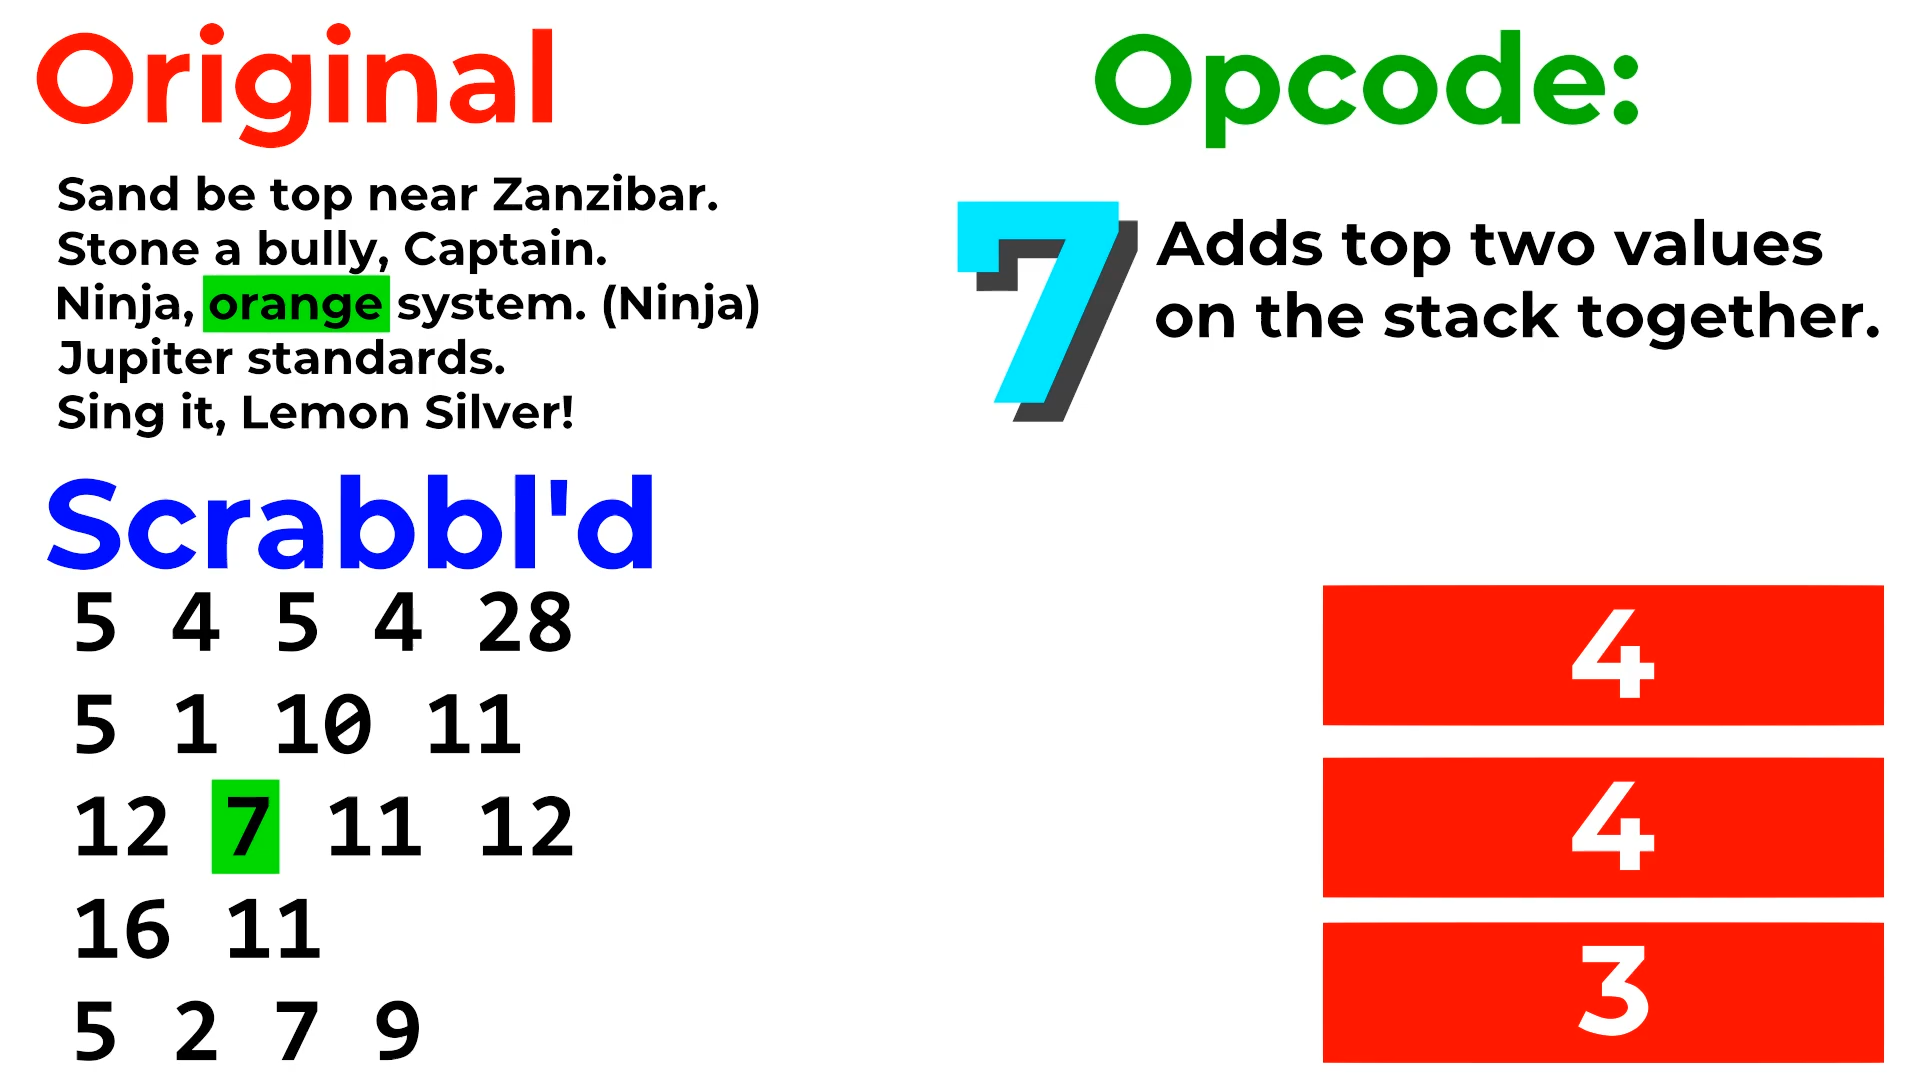 Original
Sand be top near Zanzibar.
Stone a bully, Captain.
Ninja, orange system. (Ninja)
Jupiter standards.
Sing it, Lemon Silver!
Scrabbl'd
5 4 5 4 28
5 1 10 11
12 7 11 12
16 11
5 2 7 9
Opcode:
7
Adds top two values
on the stack together.
4
4
3